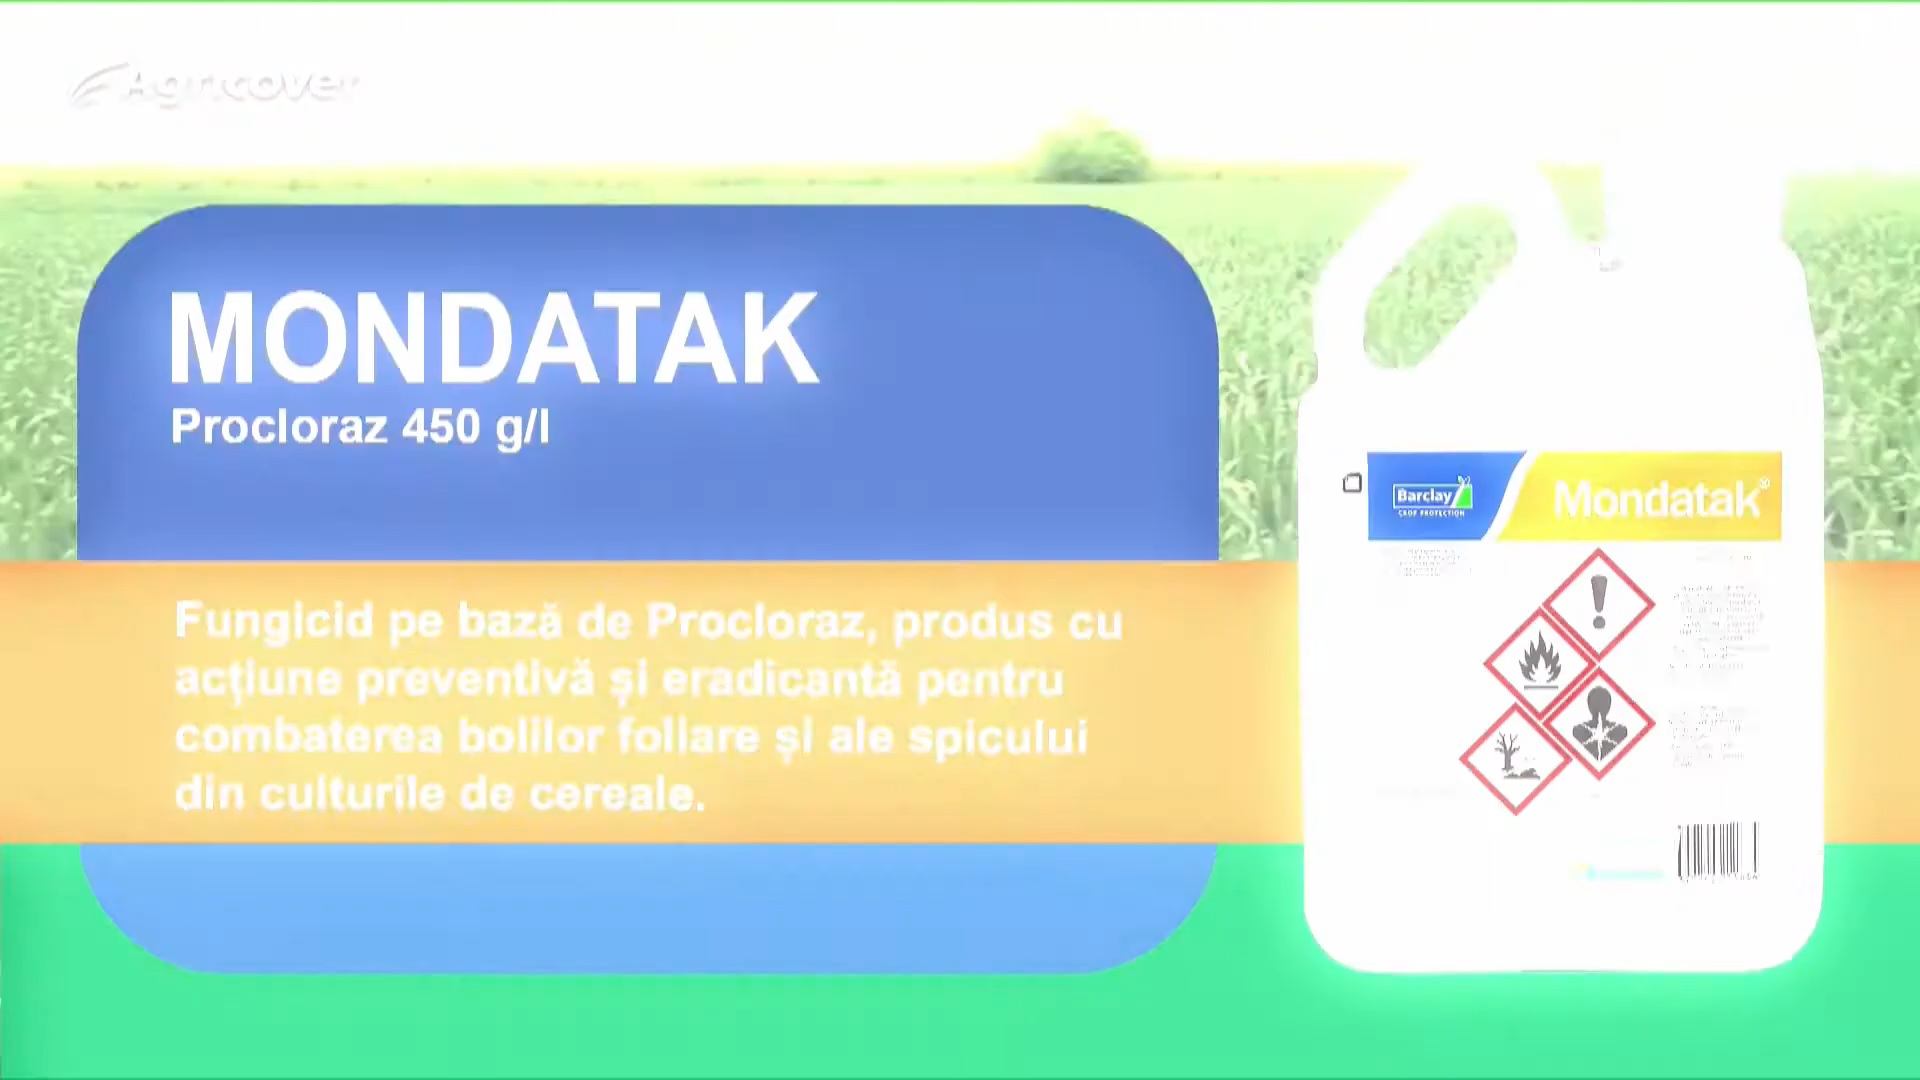 Agricover
MONDATAK
Procloraz 450 g/l
Fungicid pe bază de Procloraz, produs cu
acțiune preventivă și eradicantă pentru
combaterea bolilor foliare și ale spicului
din culturile de cereale.
Barclay
CROP PROTECTION
Mondatak®